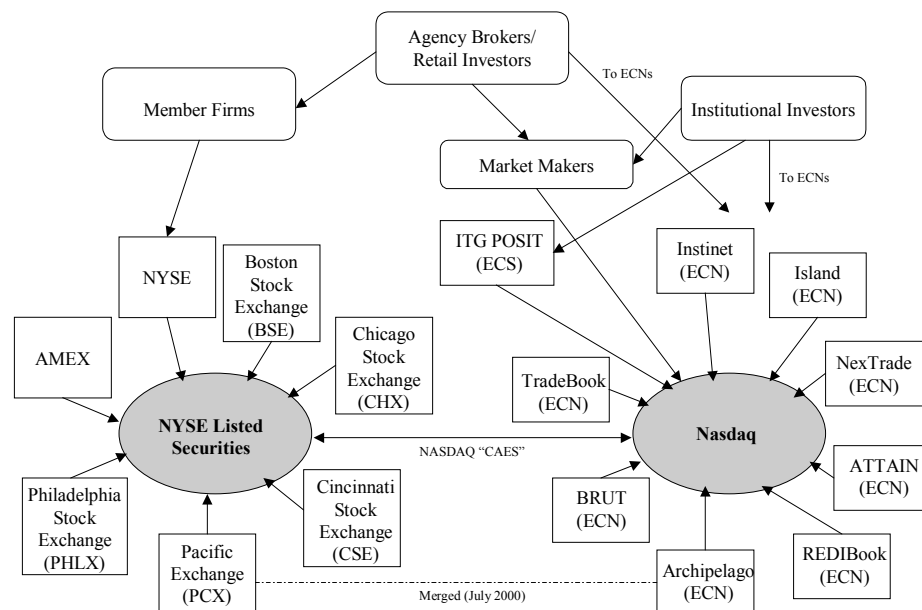 Agency Brokers/
Retail Investors
To ECNs
Member Firms
Institutional Investors
Market Makers
To ECNs
ITG POSIT
(ECS)
Instinet
(ECN)
Island
(ECN)
NYSE
Boston
Stock
Exchange
(BSE)
AMEX
Chicago
Stock
Exchange
(CHX)
TradeBook
(ECN)
NexTrade
(ECN)
NYSE Listed
Securities
NASDAQ “CAES”
Nasdaq
Philadelphia
Stock
Exchange
(PHLX)
Pacific
Exchange
(PCX)
Cincinnati
Stock
Exchange
(CSE)
BRUT
(ECN)
ATTAIN
(ECN)
Archipelago
(ECN)
REDIBook
(ECN)
Merged (July 2000)